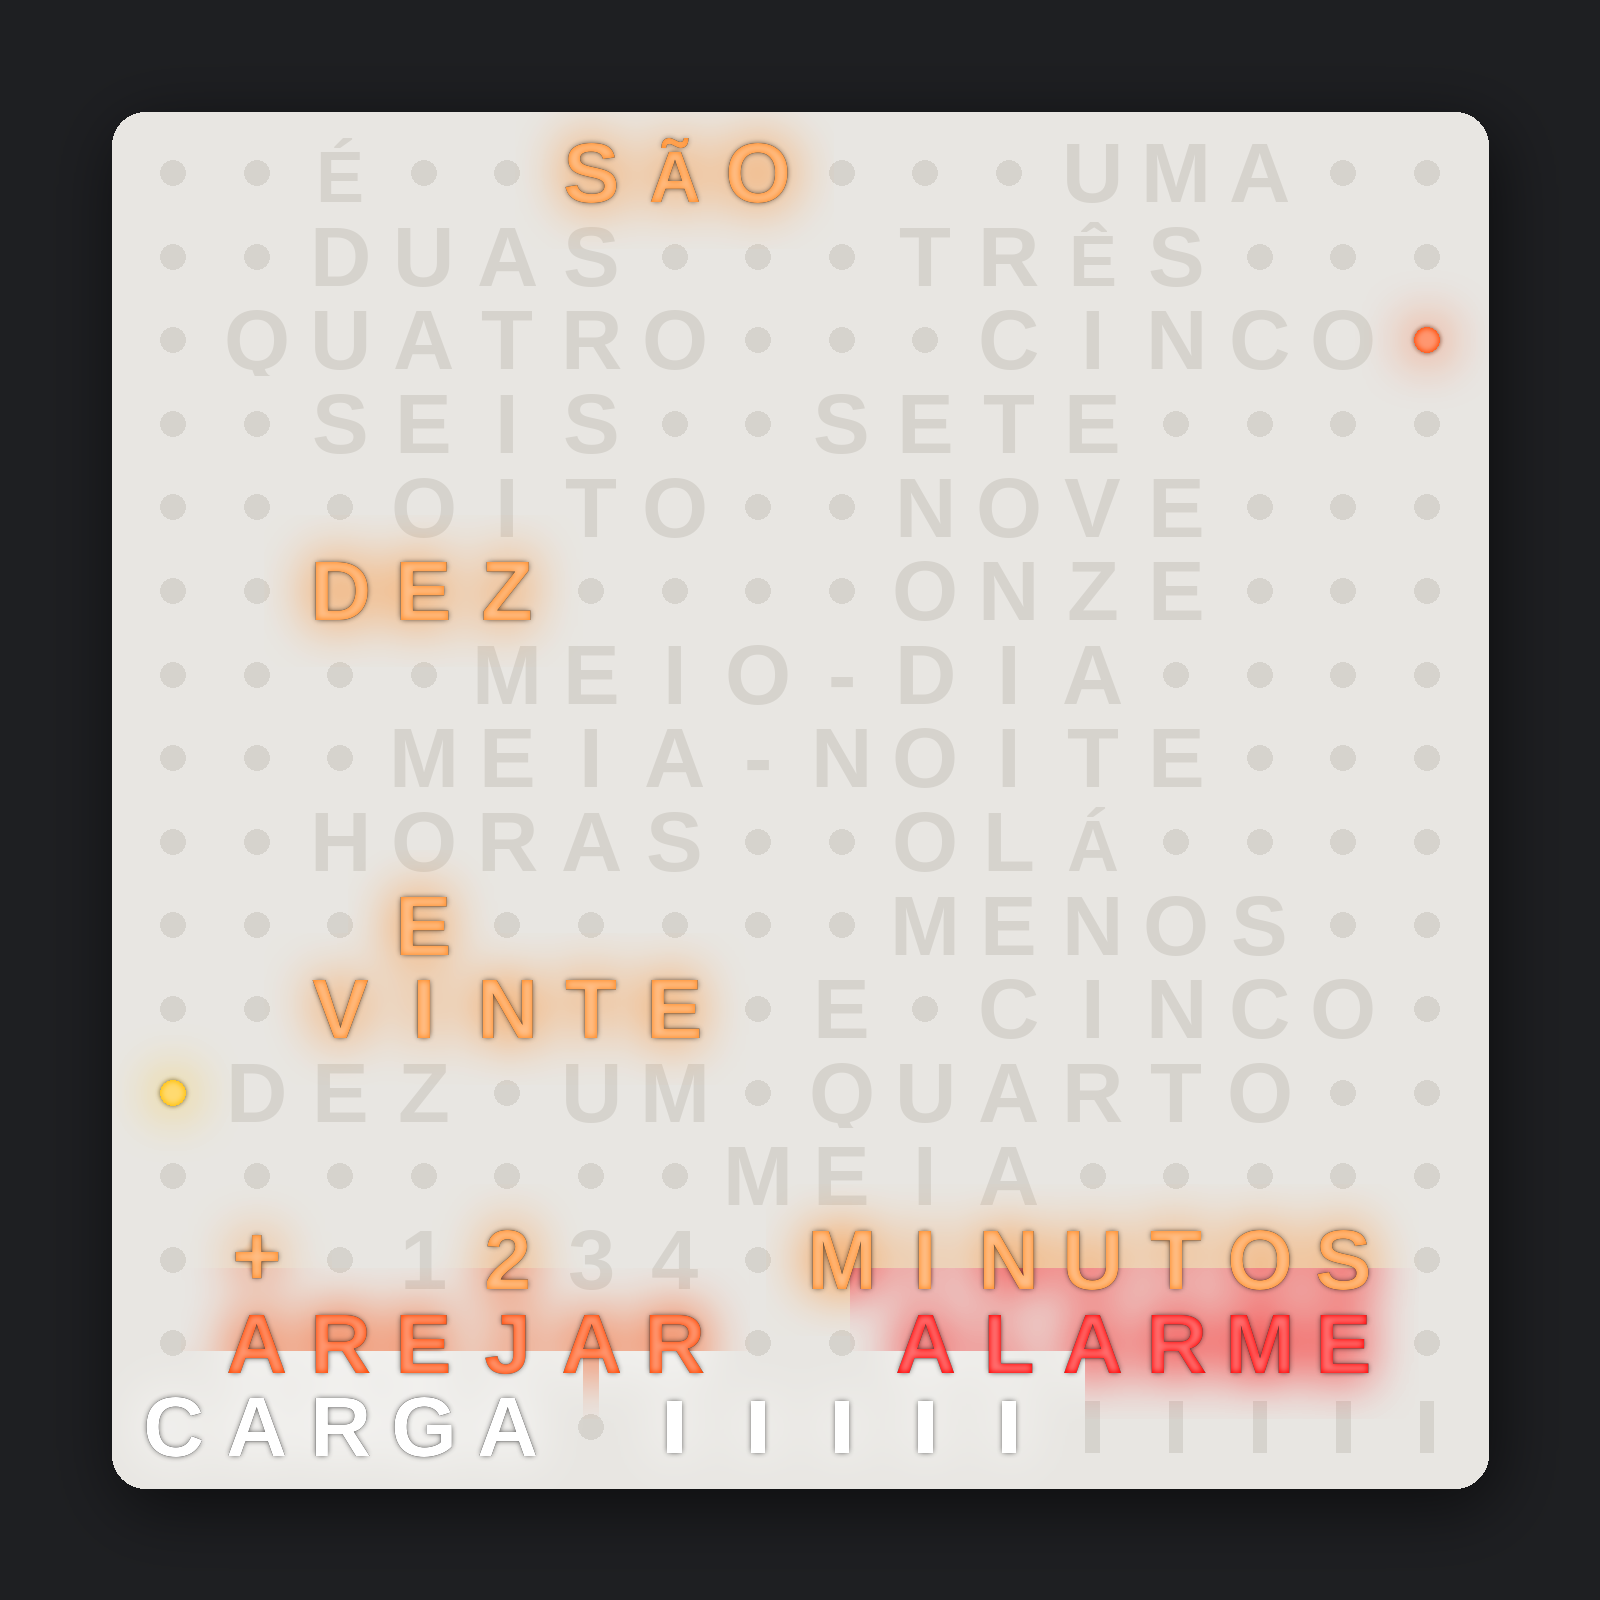 É SÃO UMA
DUAS TRÊS
QUATRO CINCO
SEIS SETE
OITO NOVE
DEZ ONZE
MEIO-DIA
MEIA-NOITE
HORAS OLÁ
E MENOS
VINTE E CINCO
DEZ UM QUARTO
MEIA
+ 1 2 3 4 MINUTOS
AREJAR ALARME
CARGA I I I I I I I I I I